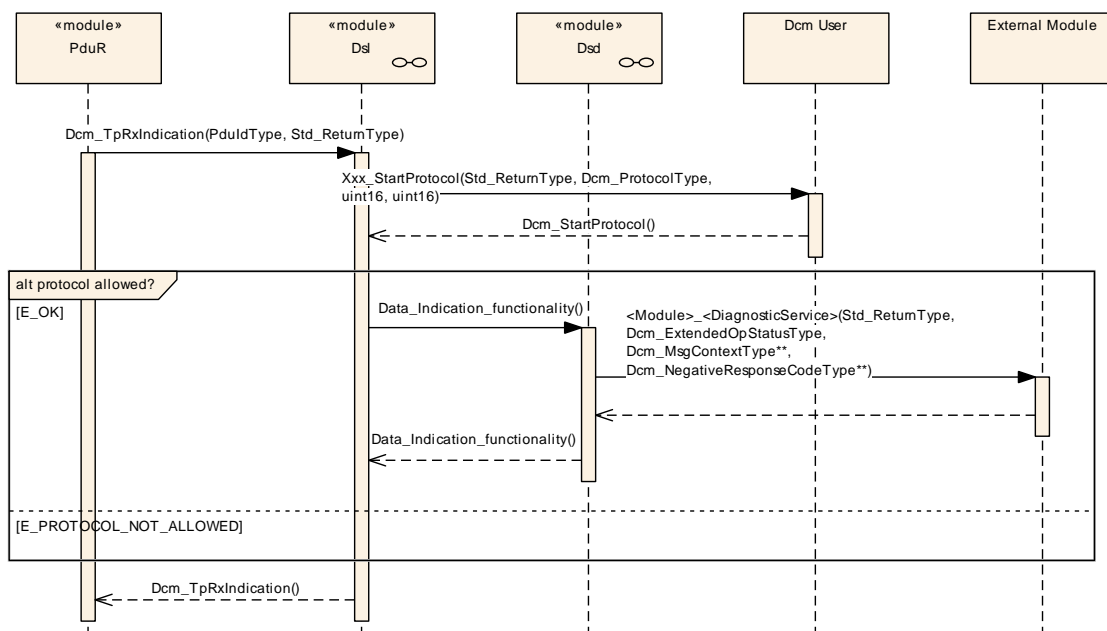 «module»
PduR
«module»
Dsl
«module»
Dsd
Dcm User
External Module
Dcm_TpRxIndication(PduIdType, Std_ReturnType)
Xxx_StartProtocol(Std_ReturnType, Dcm_ProtocolType,
uint16, uint16)
Dcm_StartProtocol()
alt protocol allowed?
[E_OK]
Data_Indication_functionality()
<Module>_<DiagnosticService>(Std_ReturnType,
Dcm_ExtendedOpStatusType,
Dcm_MsgContextType**,
Dcm_NegativeResponseCodeType**)
Data_Indication_functionality()
[E_PROTOCOL_NOT_ALLOWED]
Dcm_TpRxIndication()